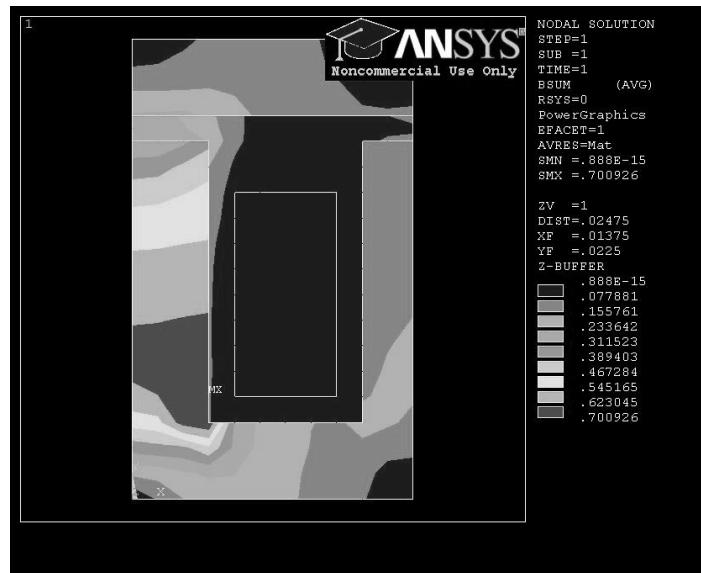 1
ANSYS
Noncommercial Use Only
NODAL SOLUTION
STEP=1
SUB =1
TIME=1
BSUM (AVG)
RSYS=0
PowerGraphics
EFACET=1
AVRES=Mat
SMN =.888E-15
SMX =.700926
ZV =1
DIST=.02475
XF =.01375
YF =.0225
Z-BUFFER
.888E-15
.077881
.155761
.233642
.311523
.389403
.467284
.545165
.623045
.700926
MX
X